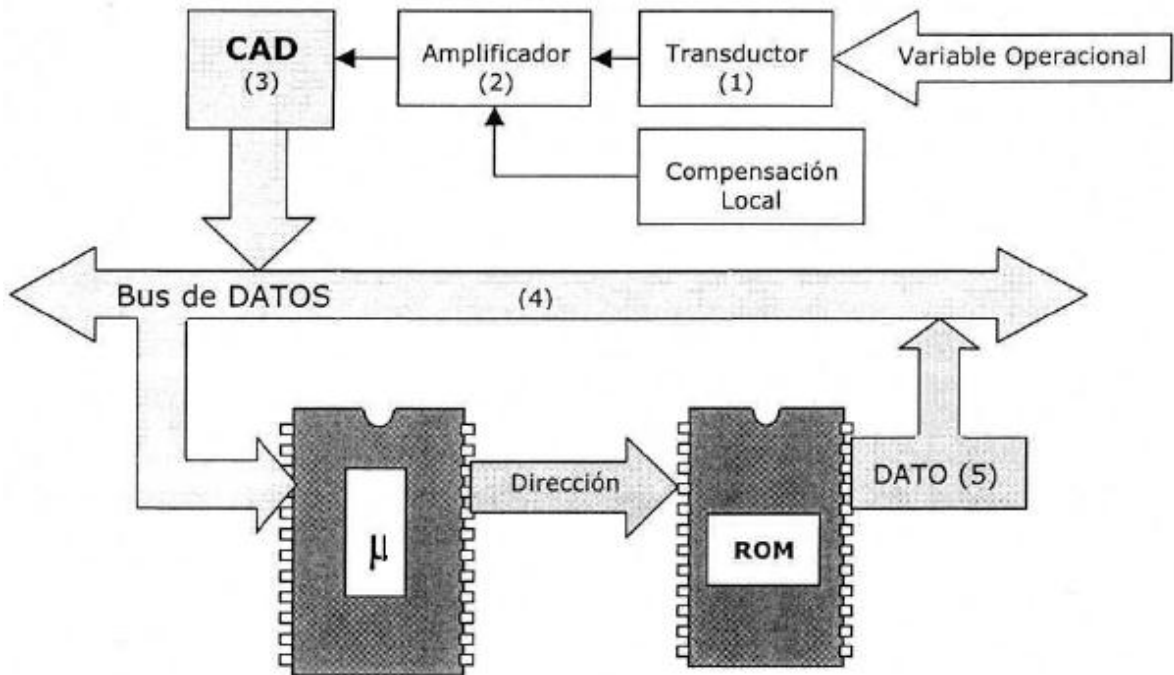 CAD
(3)
Amplificador
(2)
Transductor
(1)
Variable Operacional
Compensación
Local
Bus de DATOS
(4)
µ
Dirección
ROM
DATO (5)